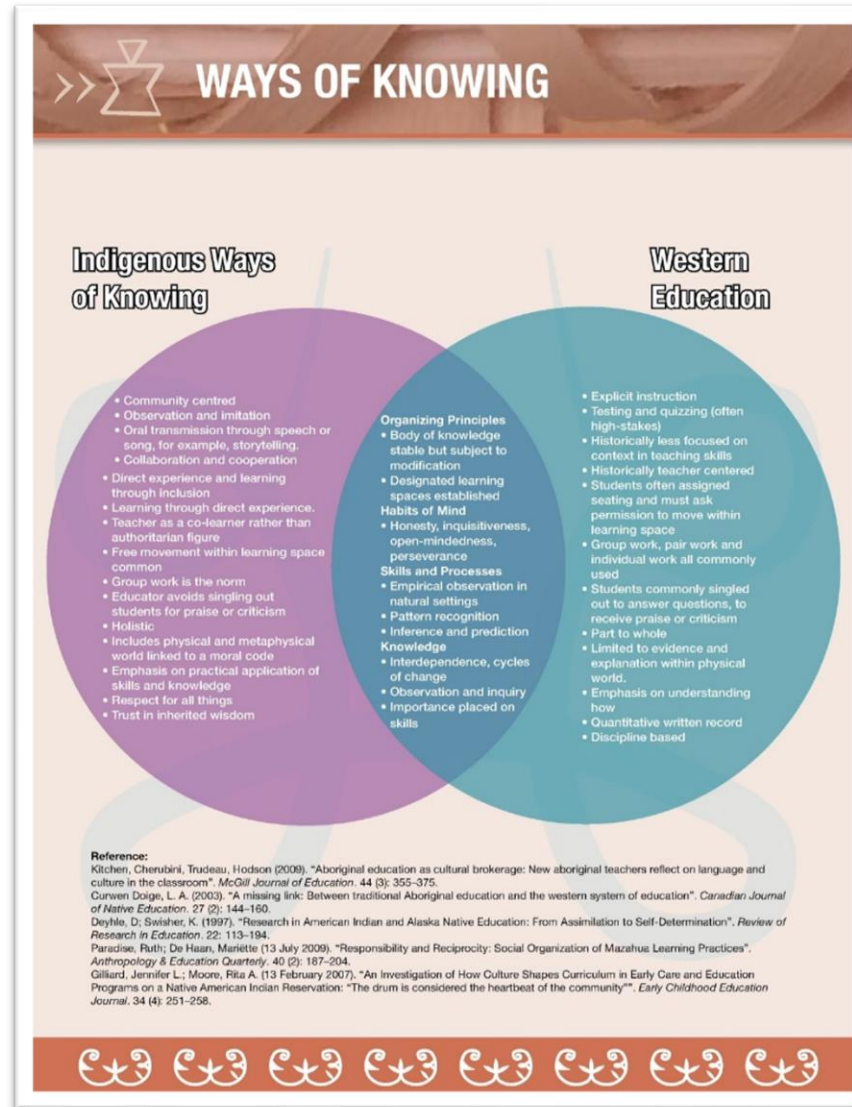 WAYS OF KNOWING
Indigenous Ways
of Knowing
• Community centred
• Observation and imitation
• Oral transmission through speech or
song, for example, storytelling.
• Collaboration and cooperation
• Direct experience and learning
through inclusion
• Learning through direct experience.
• Teacher as a co-learner rather than
authoritarian figure
• Free movement within learning space
common
• Group work is the norm
• Educator avoids singling out
students for praise or criticism
• Holistic
• Includes physical and metaphysical
world linked to a moral code
• Emphasis on practical application of
skills and knowledge
• Respect for all things
• Trust in inherited wisdom
Organizing Principles
• Body of knowledge
stable but subject to
modification
• Designated learning
spaces established
Habits of Mind
• Honesty, inquisitiveness,
open-mindedness,
perseverance
Skills and Processes
• Empirical observation in
natural settings
• Pattern recognition
• Inference and prediction
Knowledge
• Interdependence, cycles
of change
• Observation and inquiry
• Importance placed on
skills
Western
Education
• Explicit instruction
• Testing and quizzing (often
high-stakes)
• Historically less focused on
context in teaching skills
• Historically teacher centered
• Students often assigned
seating and must ask
permission to move within
learning space
• Group work, pair work and
individual work all commonly
used
• Students commonly singled
out to answer questions, to
receive praise or criticism
• Part to whole
• Limited to evidence and
explanation within physical
world.
• Emphasis on understanding
how
• Quantitative written record
• Discipline based
Reference:
Kitchen, Cherubini, Trudeau, Hodson (2009). “Aboriginal education as cultural brokerage: New aboriginal teachers reflect on language and
culture in the classroom”. McGill Journal of Education. 44 (3): 355–375.
Curwen Doige, L. A. (2003). “A missing link: Between traditional Aboriginal education and the western system of education”. Canadian Journal
of Native Education. 27 (2): 144–160.
Deyhle, D; Swisher, K. (1997). “Research in American Indian and Alaska Native Education: From Assimilation to Self-Determination”. Review of
Research in Education. 22: 113–194.
Paradise, Ruth; De Haan, Mariëtte (13 July 2009). “Responsibility and Reciprocity: Social Organization of Mazahua Learning Practices”.
Anthropology & Education Quarterly. 40 (2): 187–204.
Gilliard, Jennifer L.; Moore, Rita A. (13 February 2007). “An Investigation of How Culture Shapes Curriculum in Early Care and Education
Programs on a Native American Indian Reservation: “The drum is considered the heartbeat of the community””. Early Childhood Education
Journal. 34 (4): 251–258.